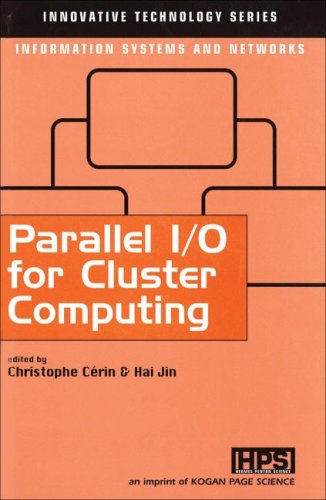 INNOVATIVE TECHNOLOGY SERIES
INFORMATION SYSTEMS AND NETWORKS
Parallel I/O
for Cluster
Computing
edited by
Christophe Cérin & Hai Jin
HPS
HERMES PENTON SCIENCE
an imprint of KOGAN PAGE SCIENCE